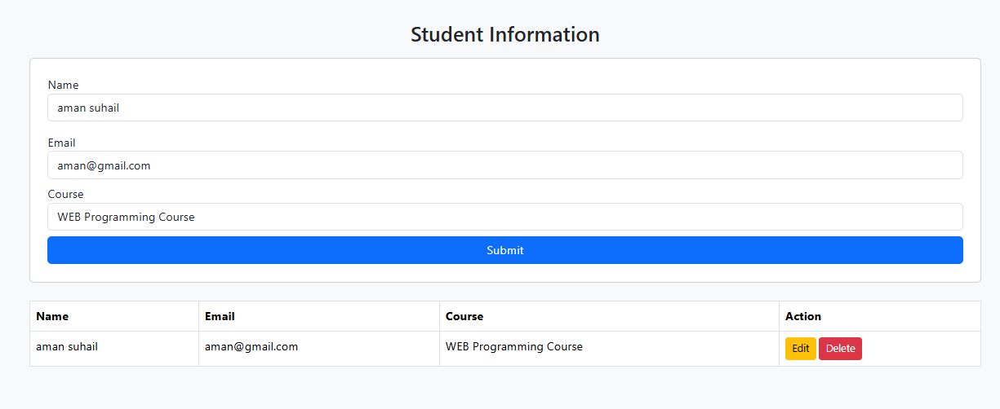 Student Information
Name
aman suhail
Email
aman@gmail.com
Course
WEB Programming Course
Submit
Name Email Course Action
aman suhail aman@gmail.com WEB Programming Course Edit Delete